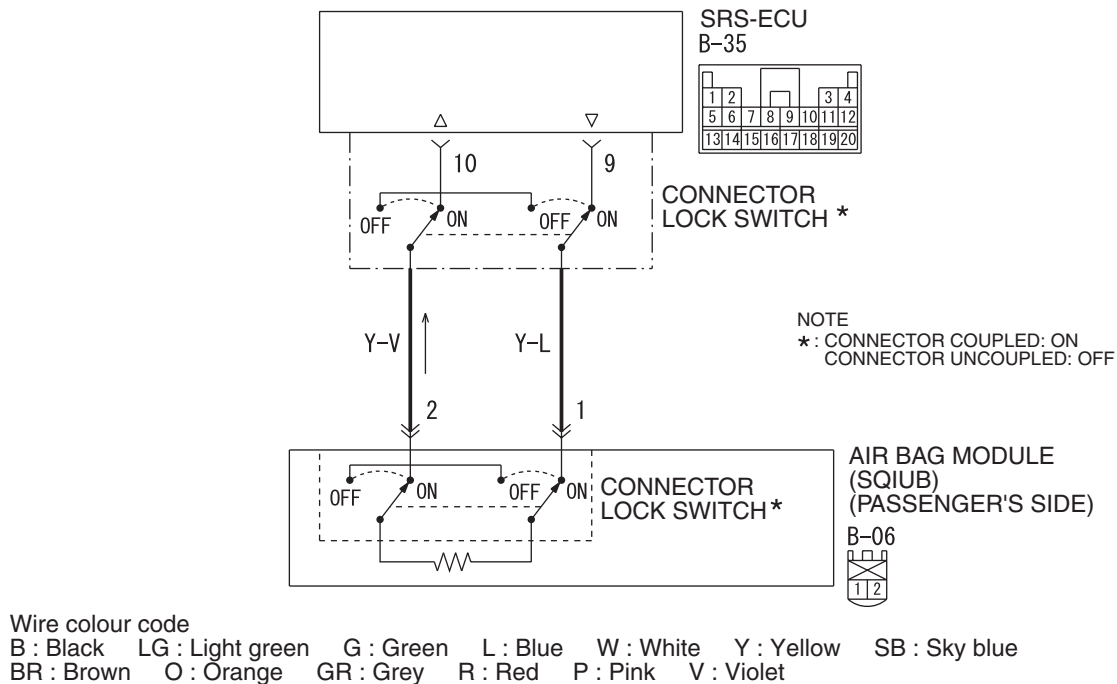 SRS-ECU
B-35
1 2 3 4
5 6 7 8 9 10 11 12
13 14 15 16 17 18 19 20
△ ▽
10 9
CONNECTOR
LOCK SWITCH *
OFF ON OFF ON
NOTE
* : CONNECTOR COUPLED: ON
CONNECTOR UNCOUPLED: OFF
Y-V Y-L
2 1
AIR BAG MODULE
(SQIUB)
(PASSENGER'S SIDE)
OFF ON OFF ON
CONNECTOR
LOCK SWITCH*
B-06
1 2
Wire colour code
B : Black LG : Light green G : Green L : Blue W : White Y : Yellow SB : Sky blue
BR : Brown O : Orange GR : Grey R : Red P : Pink V : Violet